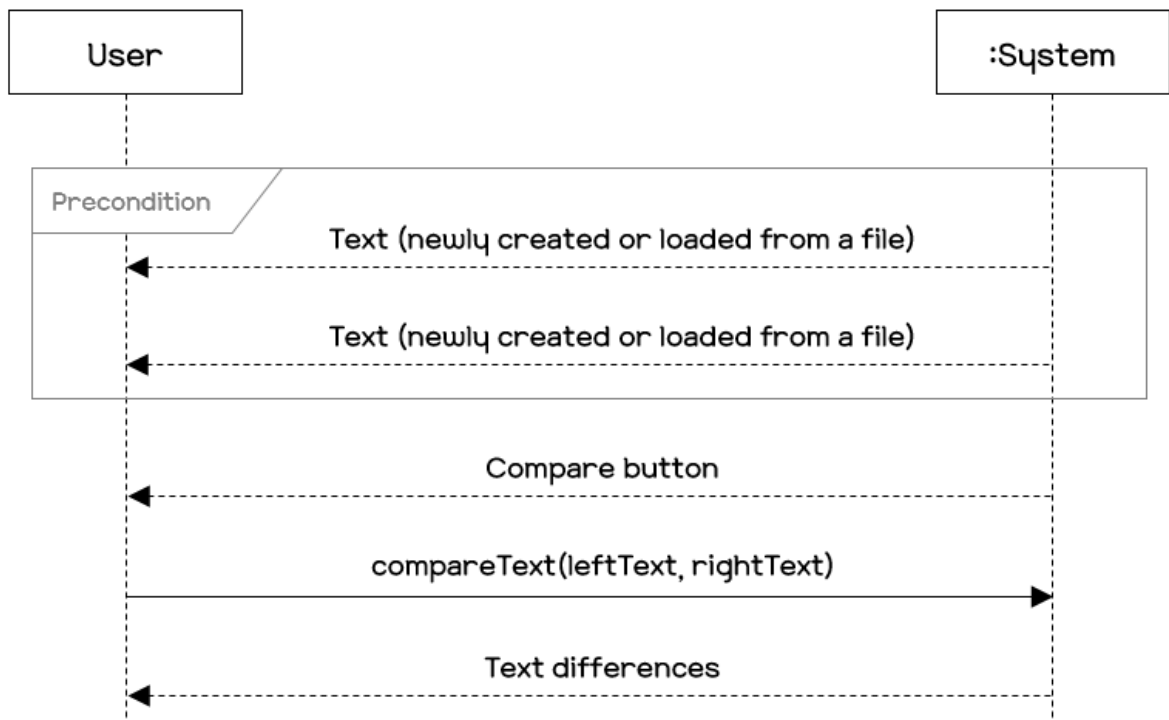 User
:System
Precondition
Text (newly created or loaded from a file)
Text (newly created or loaded from a file)
Compare button
compareText(leftText, rightText)
Text differences